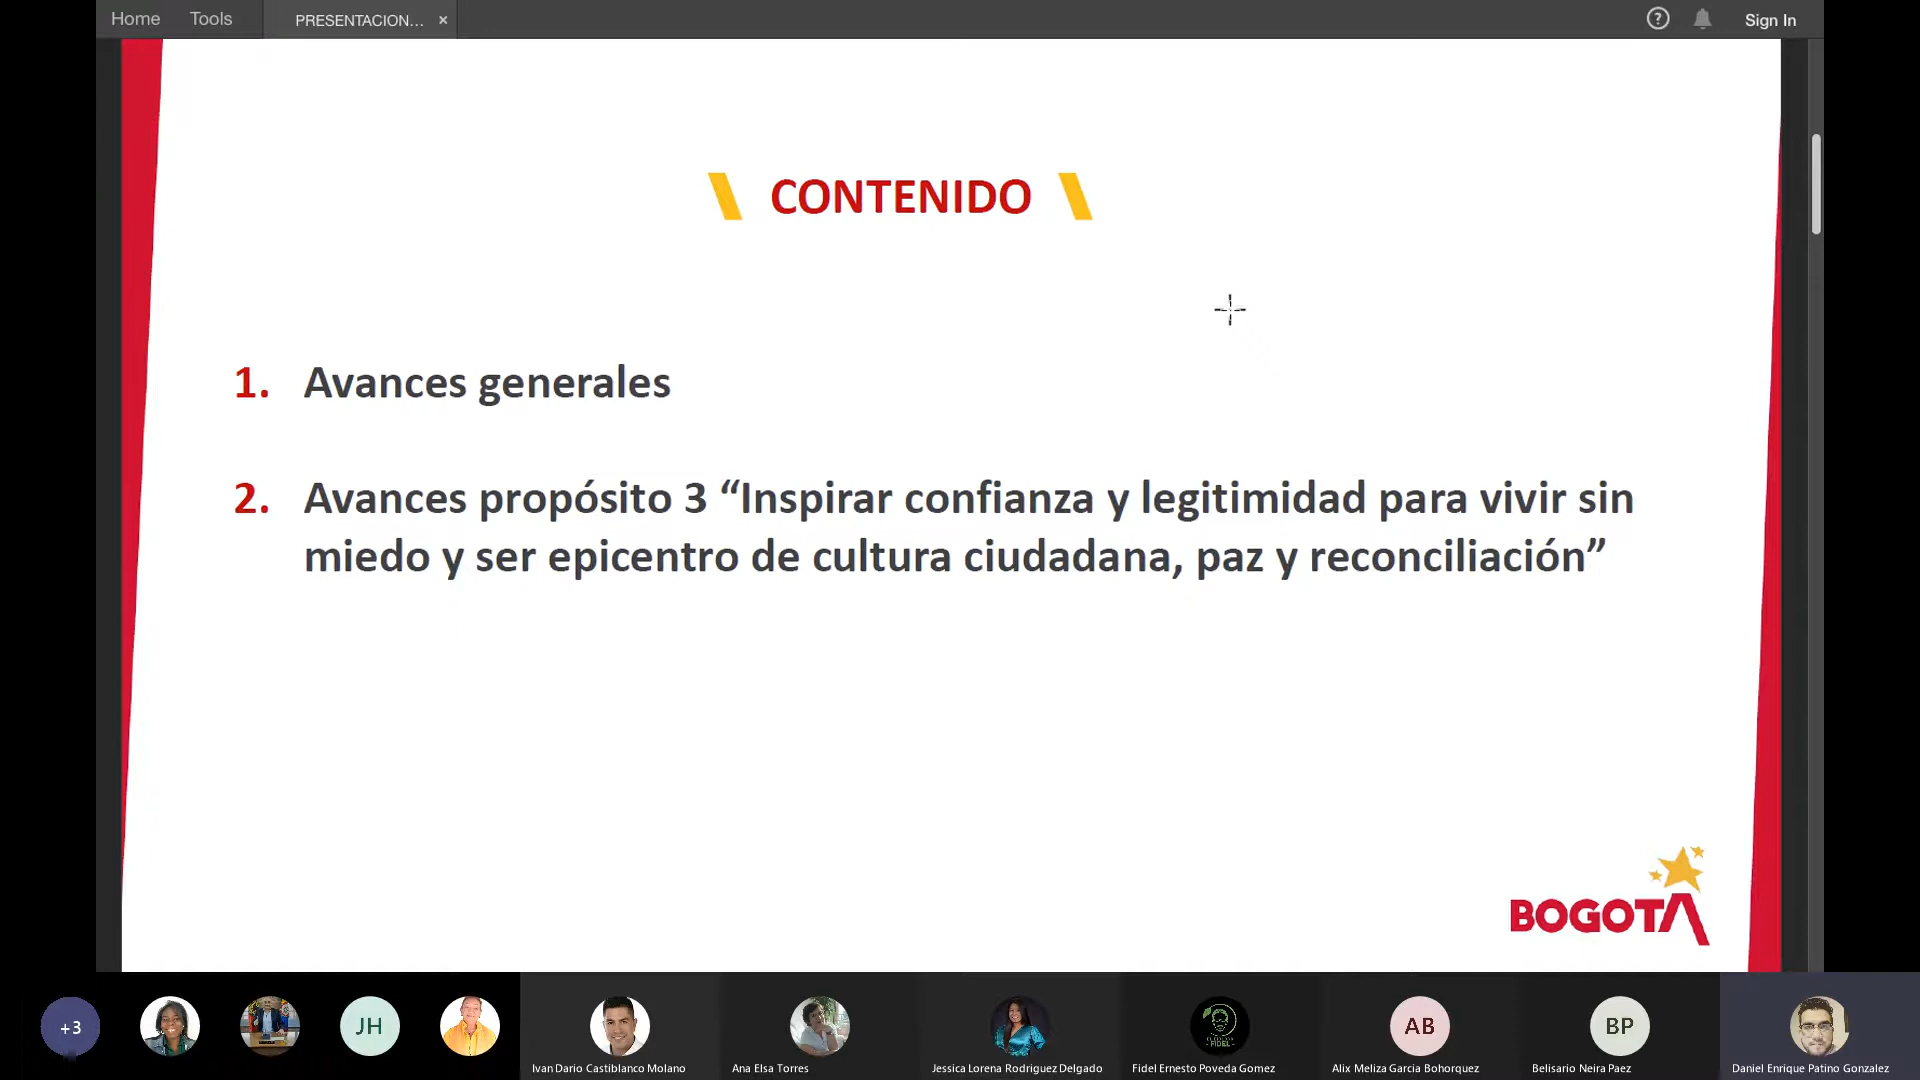 Home Tools PRESENTACION... × ? Sign In
\ CONTENIDO \
1. Avances generales
2. Avances propósito 3 “Inspirar confianza y legitimidad para vivir sin
miedo y ser epicentro de cultura ciudadana, paz y reconciliación”
BOGOTÁ
+3 JH AB BP
Ivan Dario Castiblanco Molano Ana Elsa Torres Jessica Lorena Rodriguez Delgado Fidel Ernesto Poveda Gomez Alix Meliza Garcia Bohorquez Belisario Neira Paez Daniel Enrique Patino Gonzalez